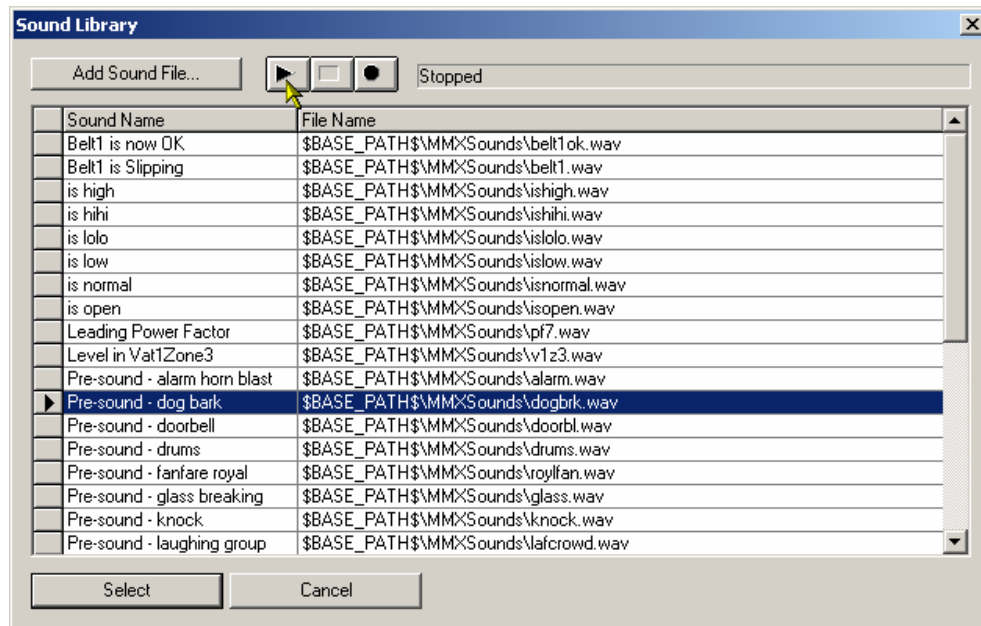 Sound Library
Add Sound File... Stopped
Sound Name File Name
Belt1 is now OK $BASE_PATH$\MMXSounds\belt1ok.wav
Belt1 is Slipping $BASE_PATH$\MMXSounds\belt1.wav
is high $BASE_PATH$\MMXSounds\ishigh.wav
is hihi $BASE_PATH$\MMXSounds\ishihi.wav
is lolo $BASE_PATH$\MMXSounds\islolo.wav
is low $BASE_PATH$\MMXSounds\islow.wav
is normal $BASE_PATH$\MMXSounds\isnormal.wav
is open $BASE_PATH$\MMXSounds\isopen.wav
Leading Power Factor $BASE_PATH$\MMXSounds\pf7.wav
Level in Vat1Zone3 $BASE_PATH$\MMXSounds\v1z3.wav
Pre-sound - alarm horn blast $BASE_PATH$\MMXSounds\alarm.wav
Pre-sound - dog bark $BASE_PATH$\MMXSounds\dogbrk.wav
Pre-sound - doorbell $BASE_PATH$\MMXSounds\doorbl.wav
Pre-sound - drums $BASE_PATH$\MMXSounds\drums.wav
Pre-sound - fanfare royal $BASE_PATH$\MMXSounds\roylfan.wav
Pre-sound - glass breaking $BASE_PATH$\MMXSounds\glass.wav
Pre-sound - knock $BASE_PATH$\MMXSounds\knock.wav
Pre-sound - laughing group $BASE_PATH$\MMXSounds\lafcrowd.wav
Select Cancel